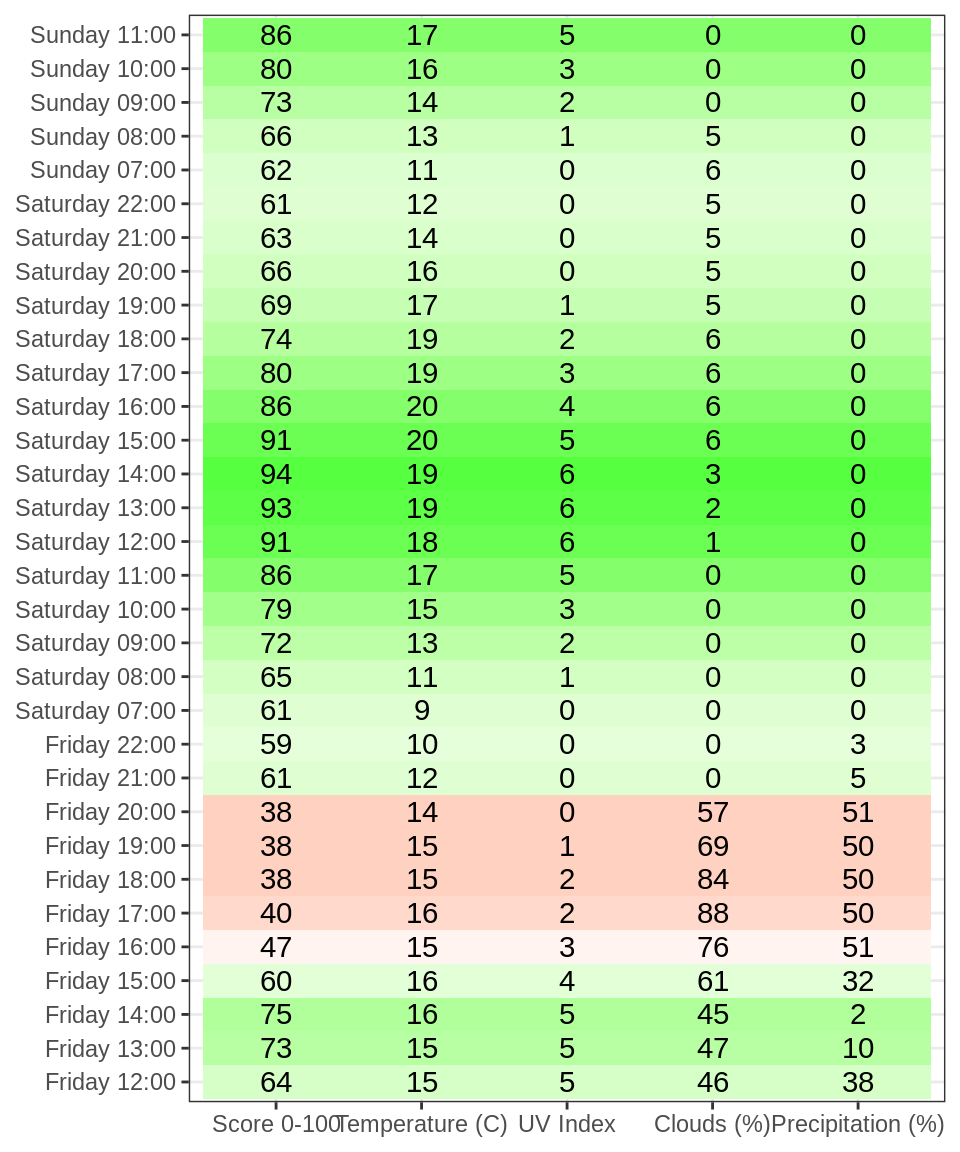 Sunday 11:00 86 17 5 0 0
Sunday 10:00 80 16 3 0 0
Sunday 09:00 73 14 2 0 0
Sunday 08:00 66 13 1 5 0
Sunday 07:00 62 11 0 6 0
Saturday 22:00 61 12 0 5 0
Saturday 21:00 63 14 0 5 0
Saturday 20:00 66 16 0 5 0
Saturday 19:00 69 17 1 5 0
Saturday 18:00 74 19 2 6 0
Saturday 17:00 80 19 3 6 0
Saturday 16:00 86 20 4 6 0
Saturday 15:00 91 20 5 6 0
Saturday 14:00 94 19 6 3 0
Saturday 13:00 93 19 6 2 0
Saturday 12:00 91 18 6 1 0
Saturday 11:00 86 17 5 0 0
Saturday 10:00 79 15 3 0 0
Saturday 09:00 72 13 2 0 0
Saturday 08:00 65 11 1 0 0
Saturday 07:00 61 9 0 0 0
Friday 22:00 59 10 0 0 3
Friday 21:00 61 12 0 0 5
Friday 20:00 38 14 0 57 51
Friday 19:00 38 15 1 69 50
Friday 18:00 38 15 2 84 50
Friday 17:00 40 16 2 88 50
Friday 16:00 47 15 3 76 51
Friday 15:00 60 16 4 61 32
Friday 14:00 75 16 5 45 2
Friday 13:00 73 15 5 47 10
Friday 12:00 64 15 5 46 38
Score 0-100 Temperature (C) UV Index Clouds (%) Precipitation (%)